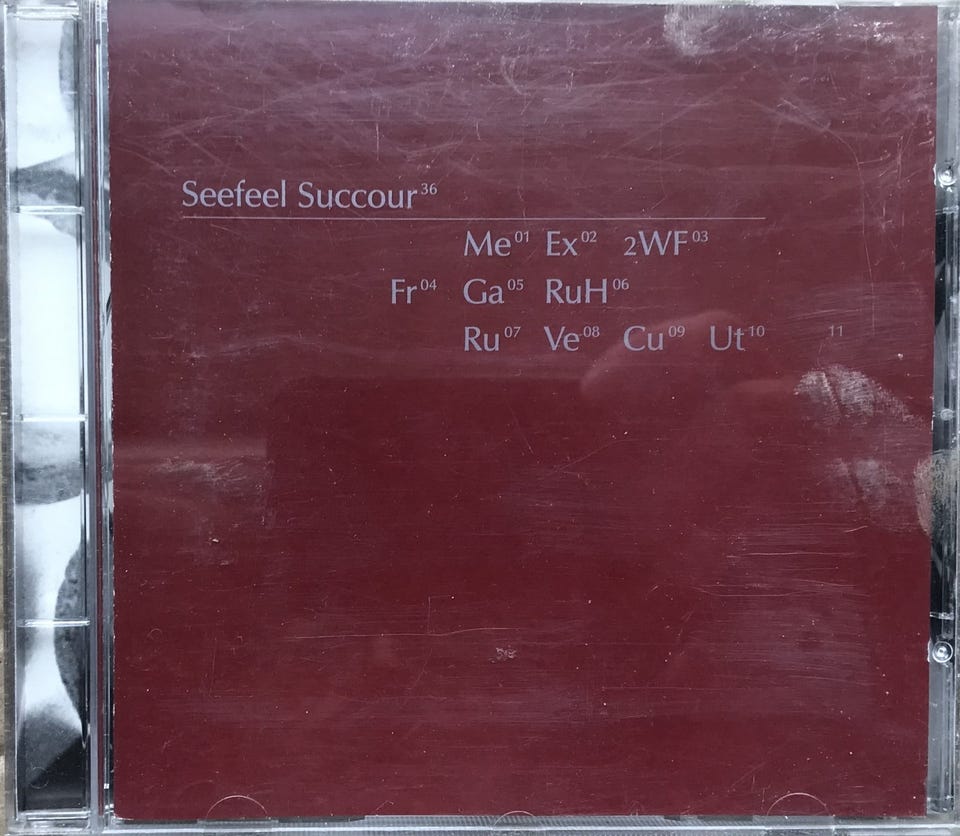 Seefeel Succour³⁶
Me⁰¹ Ex⁰² 2WF⁰³
Fr⁰⁴ Ga⁰⁵ RuH⁰⁶
Ru⁰⁷ Ve⁰⁸ Cu⁰⁹ Ut¹⁰ ¹¹